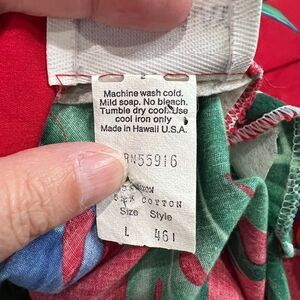 Machine wash cold.
Mild soap. No bleach.
Tumble dry cool. Use
cool iron only
Made in Hawaii U.S.A.
RN55916
COTTON
Size Style
L 461